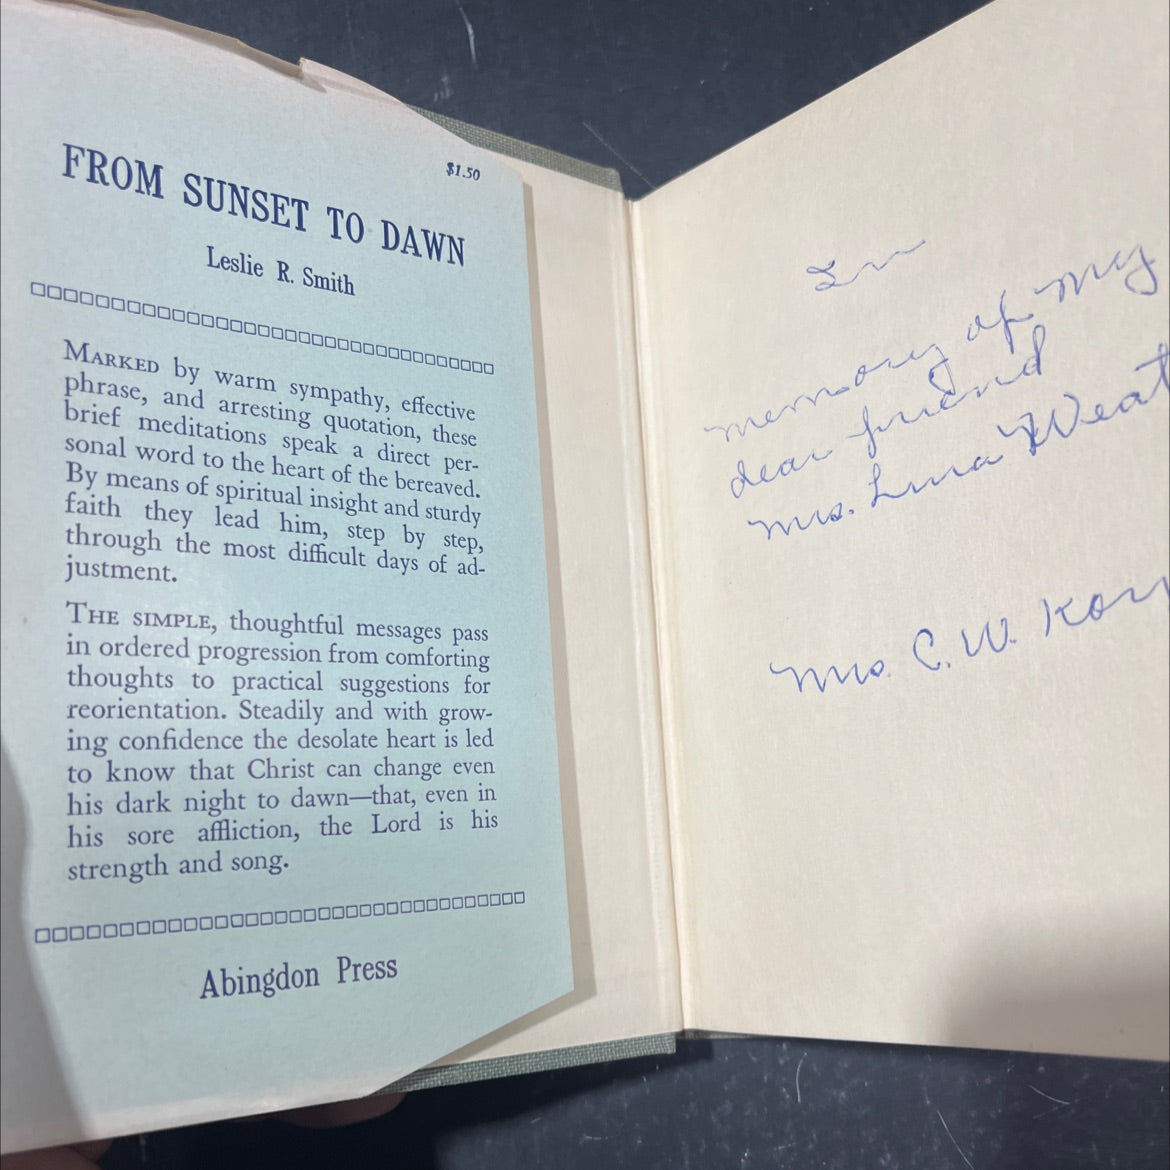 FROM SUNSET TO DAWN
$1.50
Leslie R. Smith
MARKED by warm sympathy, effective
phrase, and arresting quotation, these
brief meditations speak a direct per-
sonal word to the heart of the bereaved.
By means of spiritual insight and sturdy
faith they lead him, step by step,
through the most difficult days of ad-
justment.
THE SIMPLE, thoughtful messages pass
in ordered progression from comforting
thoughts to practical suggestions for
reorientation. Steadily and with grow-
ing confidence the desolate heart is led
to know that Christ can change even
his dark night to dawn—that, even in
his sore affliction, the Lord is his
strength and song.
Abingdon Press
In
memory of my
dear friend
Mrs. Weat
Mrs. C. W.